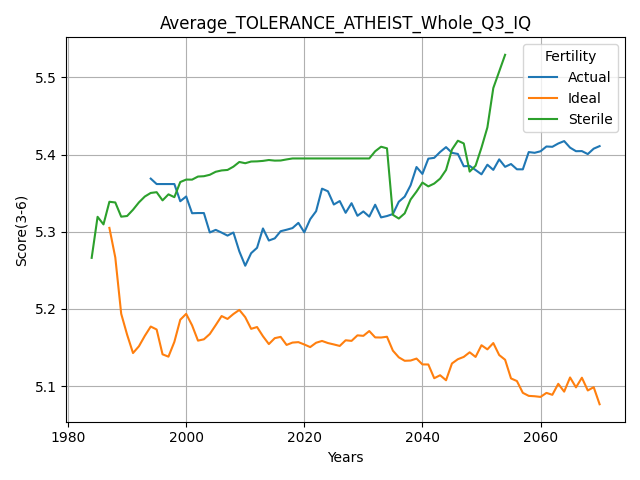 Average_TOLERANCE_ATHEIST_Whole_Q3_IQ
Fertility
Actual
Ideal
Sterile
Score(3-6)
5.5
5.4
5.3
5.2
5.1
1980
2000
2020
2040
2060
Years